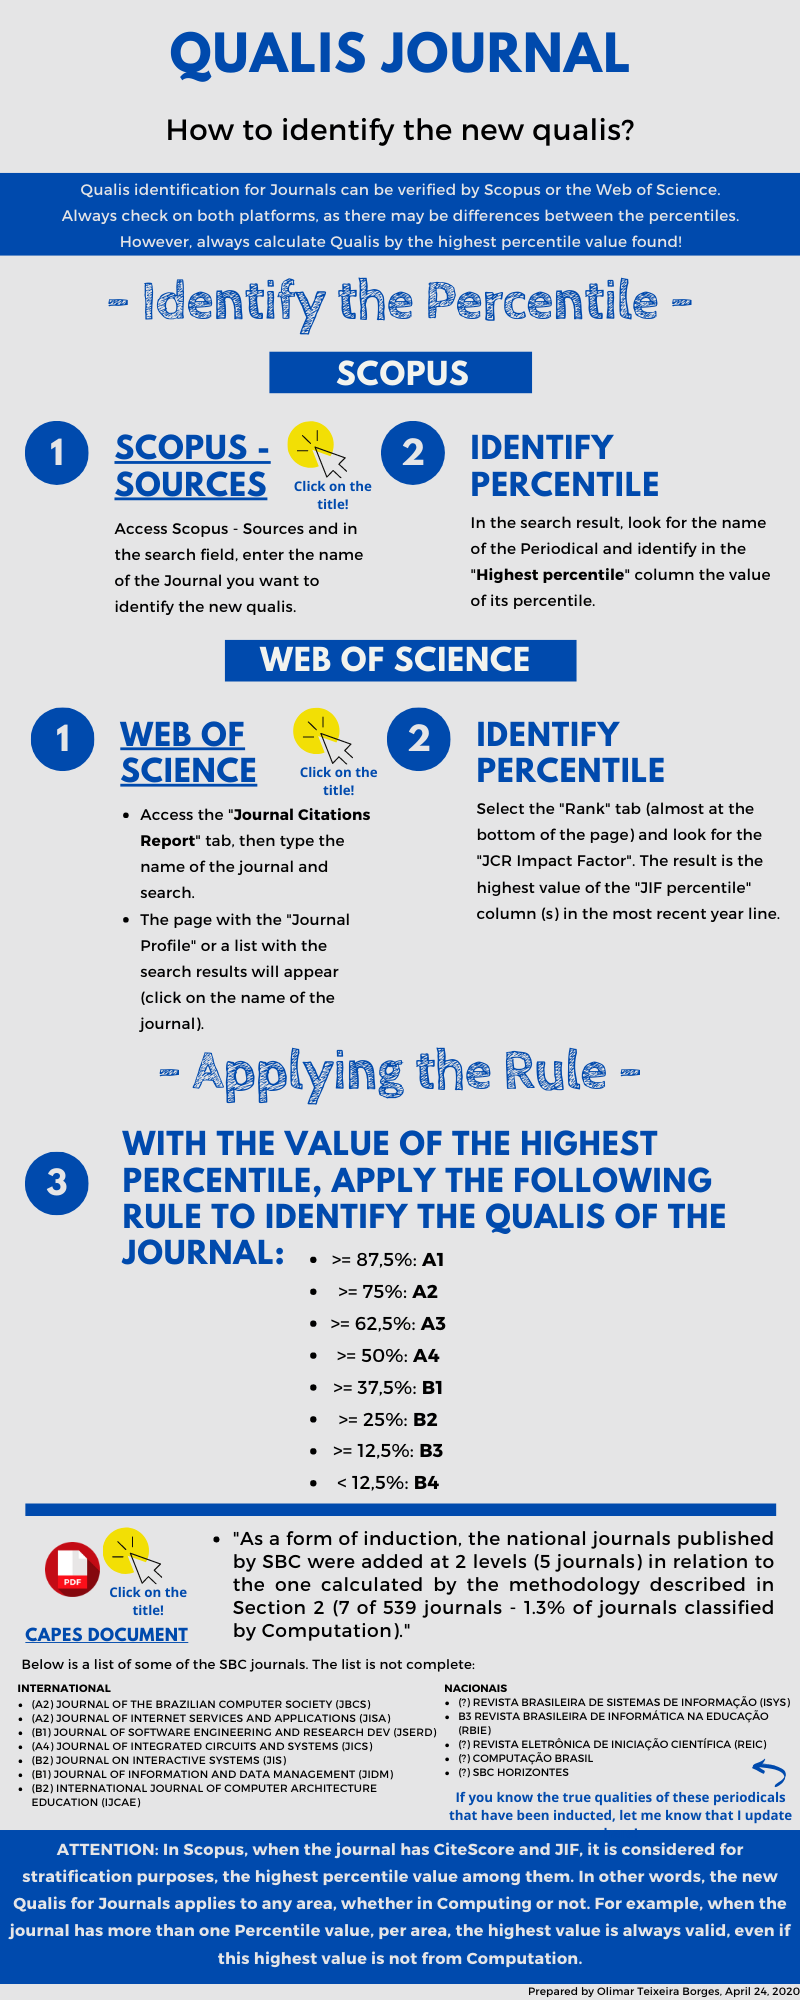 QUALIS JOURNAL
How to identify the new qualis?
Qualis identification for Journals can be verified by Scopus or the Web of Science.
Always check on both platforms, as there may be differences between the percentiles.
However, always calculate Qualis by the highest percentile value found!
- Identify the Percentile -
SCOPUS
1
SCOPUS -
SOURCES
Click on the
title!
Access Scopus - Sources and in
the search field, enter the name
of the Journal you want to
identify the new qualis.
2
IDENTIFY
PERCENTILE
In the search result, look for the name
of the Periodical and identify in the
"Highest percentile" column the value
of its percentile.
WEB OF SCIENCE
1
WEB OF
SCIENCE
Click on the
title!
• Access the "Journal Citations
Report" tab, then type the
name of the journal and
search.
• The page with the "Journal
Profile" or a list with the
search results will appear
(click on the name of the
journal).
2
IDENTIFY
PERCENTILE
Select the "Rank" tab (almost at the
bottom of the page) and look for the
"JCR Impact Factor". The result is the
highest value of the "JIF percentile"
column (s) in the most recent year line.
- Applying the Rule -
3
WITH THE VALUE OF THE HIGHEST
PERCENTILE, APPLY THE FOLLOWING
RULE TO IDENTIFY THE QUALIS OF THE
JOURNAL:
• >= 87,5%: A1
• >= 75%: A2
• >= 62,5%: A3
• >= 50%: A4
• >= 37,5%: B1
• >= 25%: B2
• >= 12,5%: B3
• < 12,5%: B4
PDF
Click on the
title!
CAPES DOCUMENT
• "As a form of induction, the national journals published
by SBC were added at 2 levels (5 journals) in relation to
the one calculated by the methodology described in
Section 2 (7 of 539 journals - 1.3% of journals classified
by Computation)."
Below is a list of some of the SBC journals. The list is not complete:
INTERNATIONAL
• (A2) JOURNAL OF THE BRAZILIAN COMPUTER SOCIETY (JBCS)
• (A2) JOURNAL OF INTERNET SERVICES AND APPLICATIONS (JISA)
• (B1) JOURNAL OF SOFTWARE ENGINEERING AND RESEARCH DEV (JSERD)
• (A4) JOURNAL OF INTEGRATED CIRCUITS AND SYSTEMS (JICS)
• (B2) JOURNAL ON INTERACTIVE SYSTEMS (JIS)
• (B1) JOURNAL OF INFORMATION AND DATA MANAGEMENT (JIDM)
• (B2) INTERNATIONAL JOURNAL OF COMPUTER ARCHITECTURE
EDUCATION (IJCAE)
NACIONAIS
• (?) REVISTA BRASILEIRA DE SISTEMAS DE INFORMAÇÃO (ISYS)
• B3 REVISTA BRASILEIRA DE INFORMÁTICA NA EDUCAÇÃO
(RBIE)
• (?) REVISTA ELETRÔNICA DE INICIAÇÃO CIENTÍFICA (REIC)
• (?) COMPUTAÇÃO BRASIL
• (?) SBC HORIZONTES
If you know the true qualities of these periodicals
that have been inducted, let me know that I update
ATTENTION: In Scopus, when the journal has CiteScore and JIF, it is considered for
stratification purposes, the highest percentile value among them. In other words, the new
Qualis for Journals applies to any area, whether in Computing or not. For example, when the
journal has more than one Percentile value, per area, the highest value is always valid, even if
this highest value is not from Computation.
Prepared by Olimar Teixeira Borges, April 24, 2020